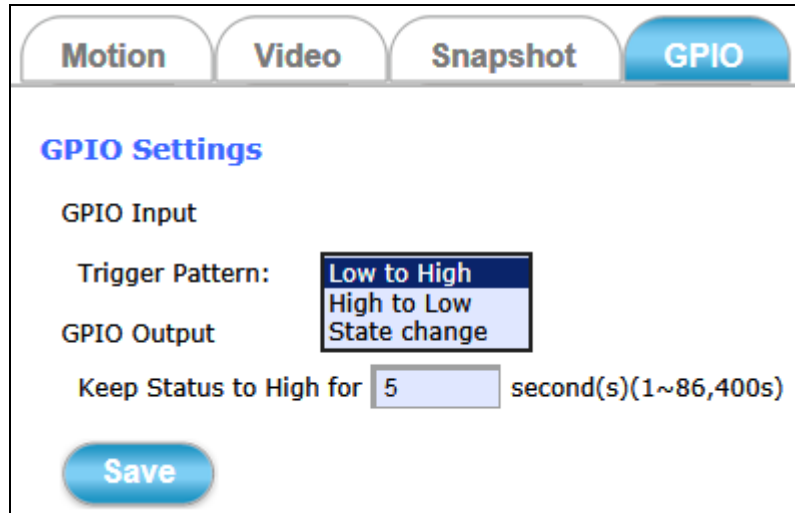 Motion Video Snapshot GPIO
GPIO Settings
GPIO Input
Trigger Pattern: Low to High
High to Low
State change
GPIO Output
Keep Status to High for 5 second(s)(1~86,400s)
Save